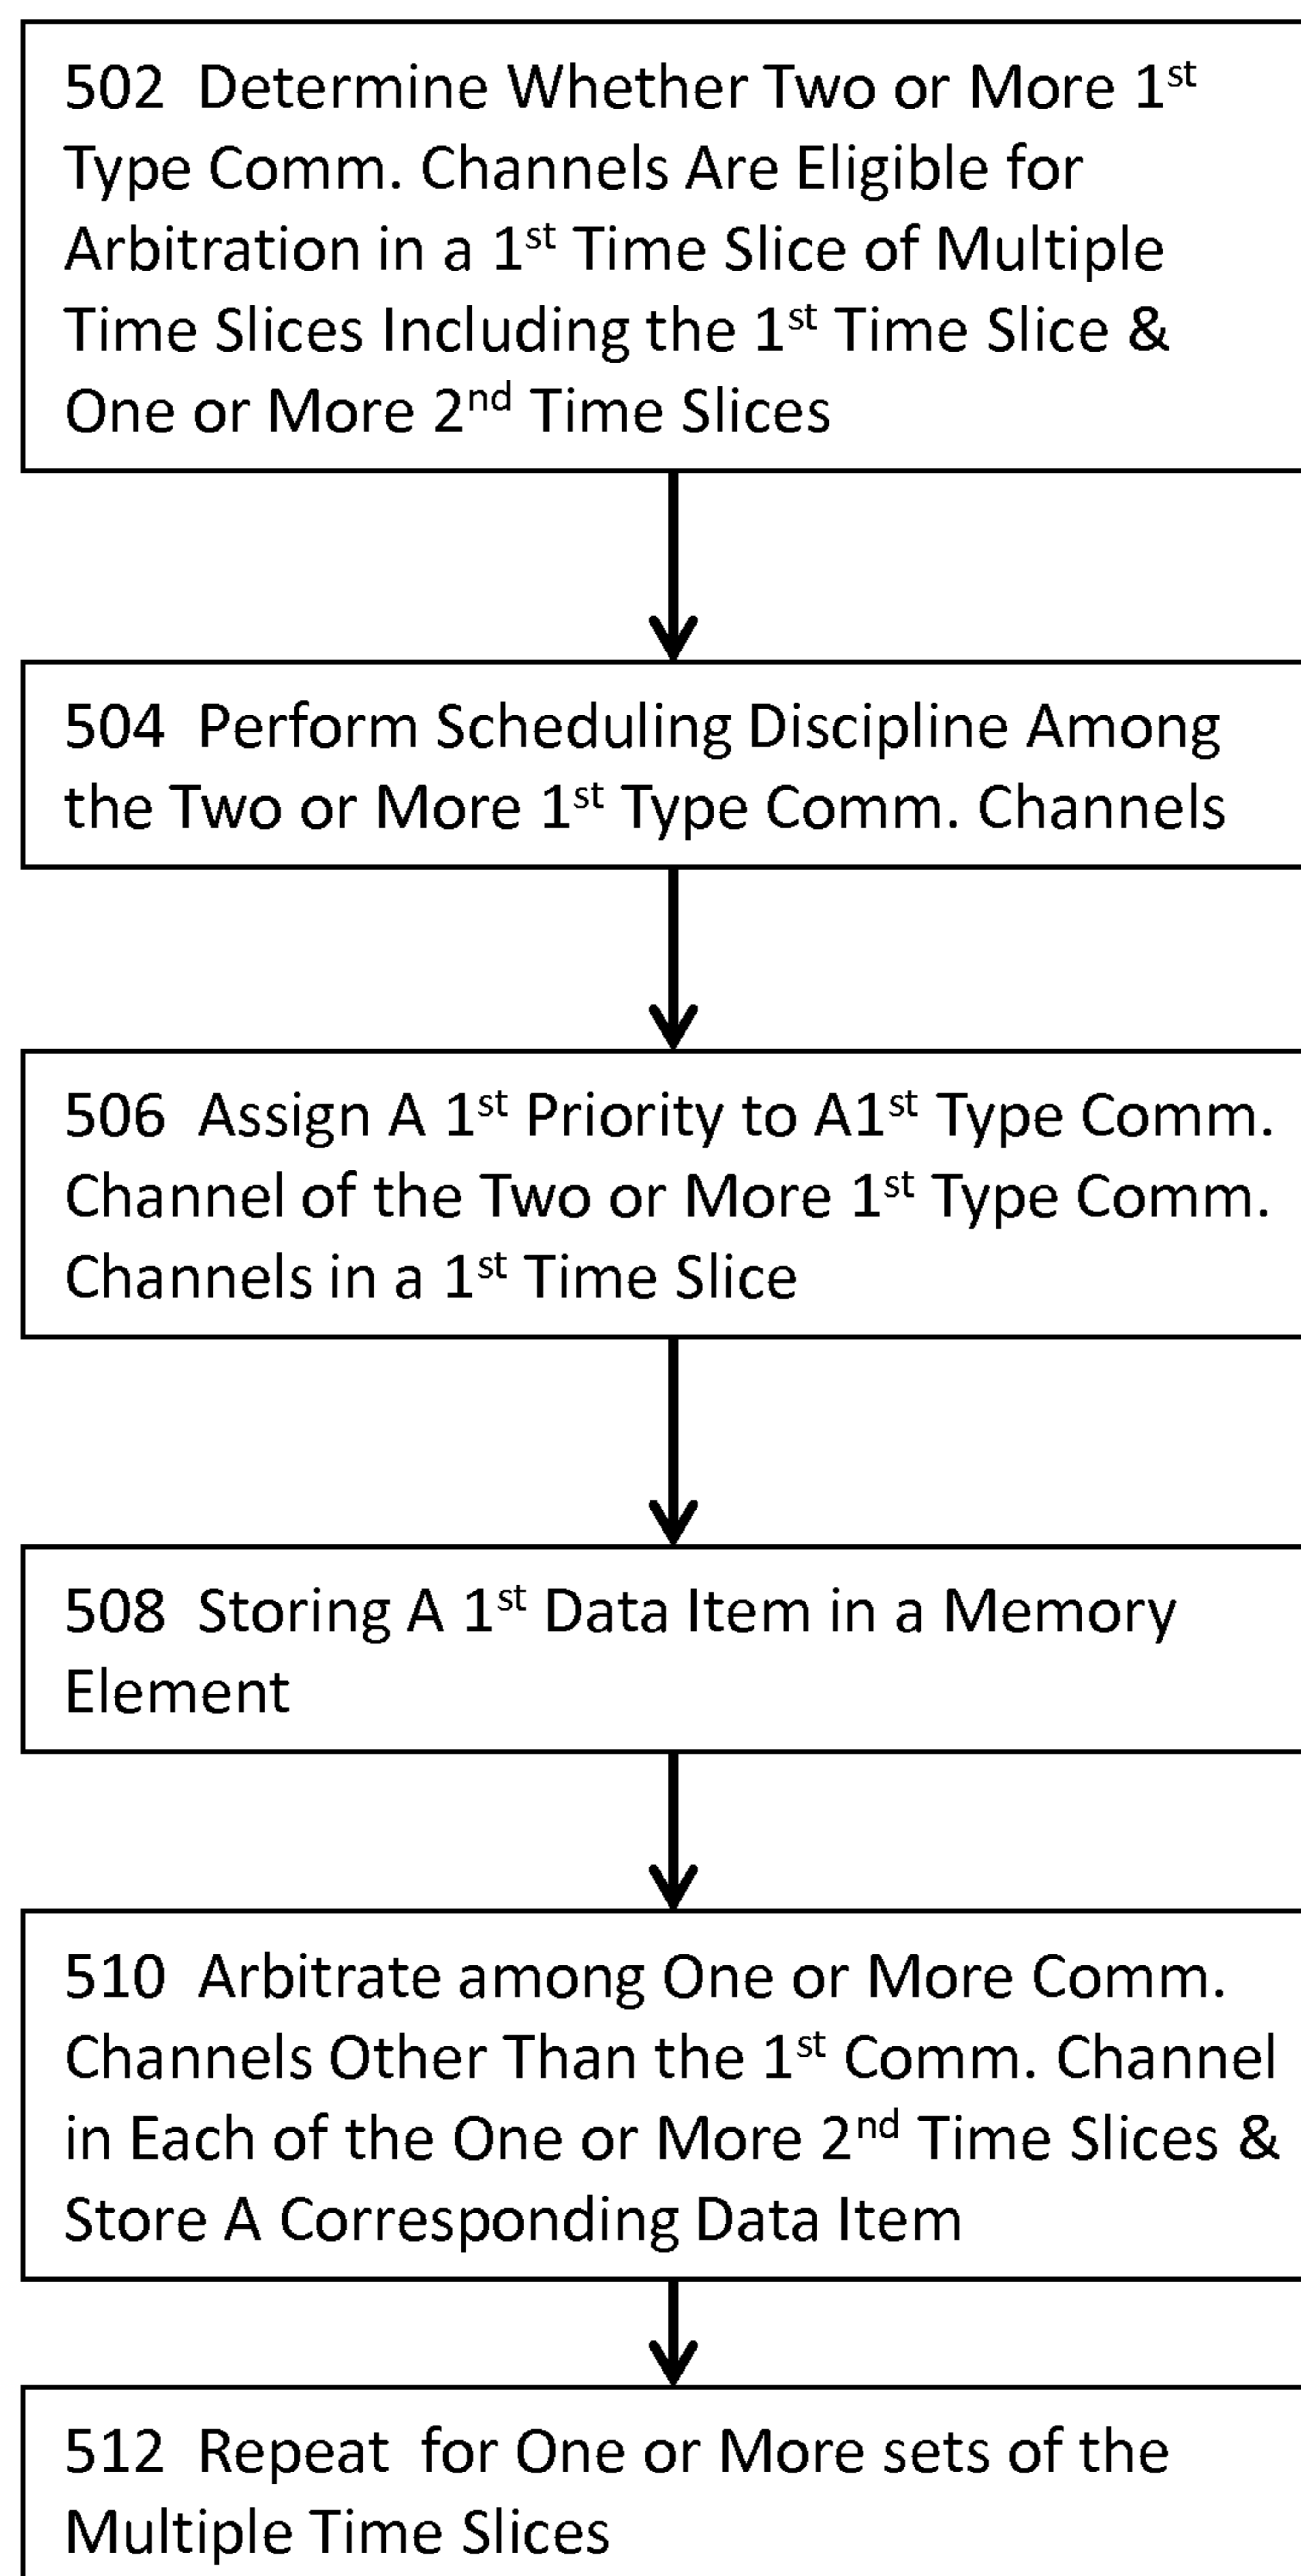 502 Determine Whether Two or More 1st
Type Comm. Channels Are Eligible for
Arbitration in a 1st Time Slice of Multiple
Time Slices Including the 1st Time Slice &
One or More 2nd Time Slices
504 Perform Scheduling Discipline Among
the Two or More 1st Type Comm. Channels
506 Assign A 1st Priority to A1st Type Comm.
Channel of the Two or More 1st Type Comm.
Channels in a 1st Time Slice
508 Storing A 1st Data Item in a Memory
Element
510 Arbitrate among One or More Comm.
Channels Other Than the 1st Comm. Channel
in Each of the One or More 2nd Time Slices &
Store A Corresponding Data Item
512 Repeat for One or More sets of the
Multiple Time Slices